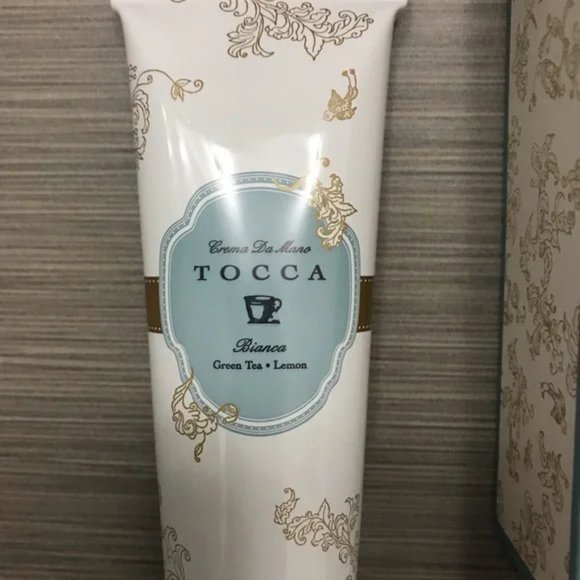 Crema Da Mano
TOCCA
Bianca
Green Tea • Lemon